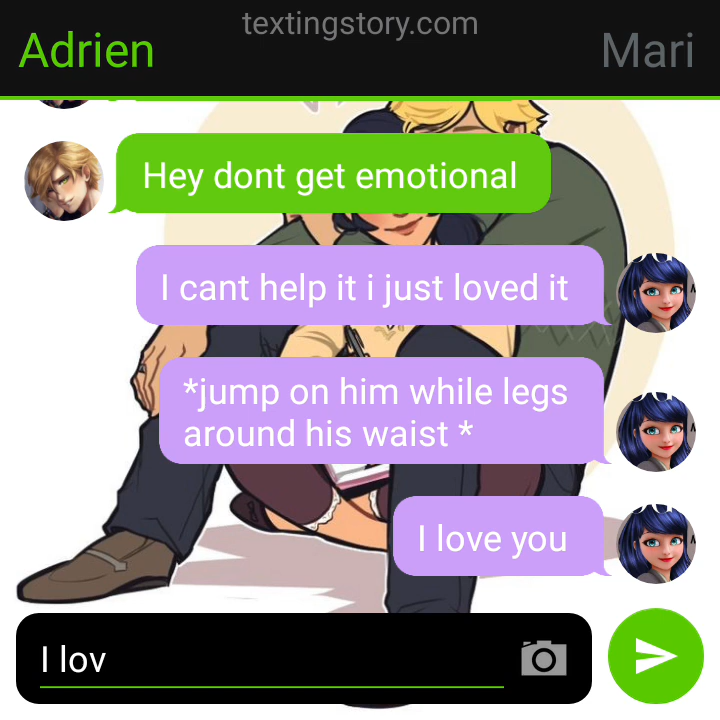 textingstory.com
Adrien
Mari
Hey dont get emotional
I cant help it i just loved it
*jump on him while legs
around his waist *
I love you
I lov